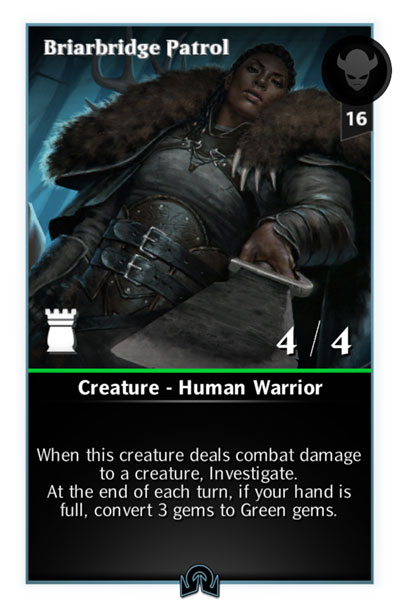 Briarbridge Patrol
16
4 / 4
Creature - Human Warrior
When this creature deals combat damage
to a creature, Investigate.
At the end of each turn, if your hand is
full, convert 3 gems to Green gems.